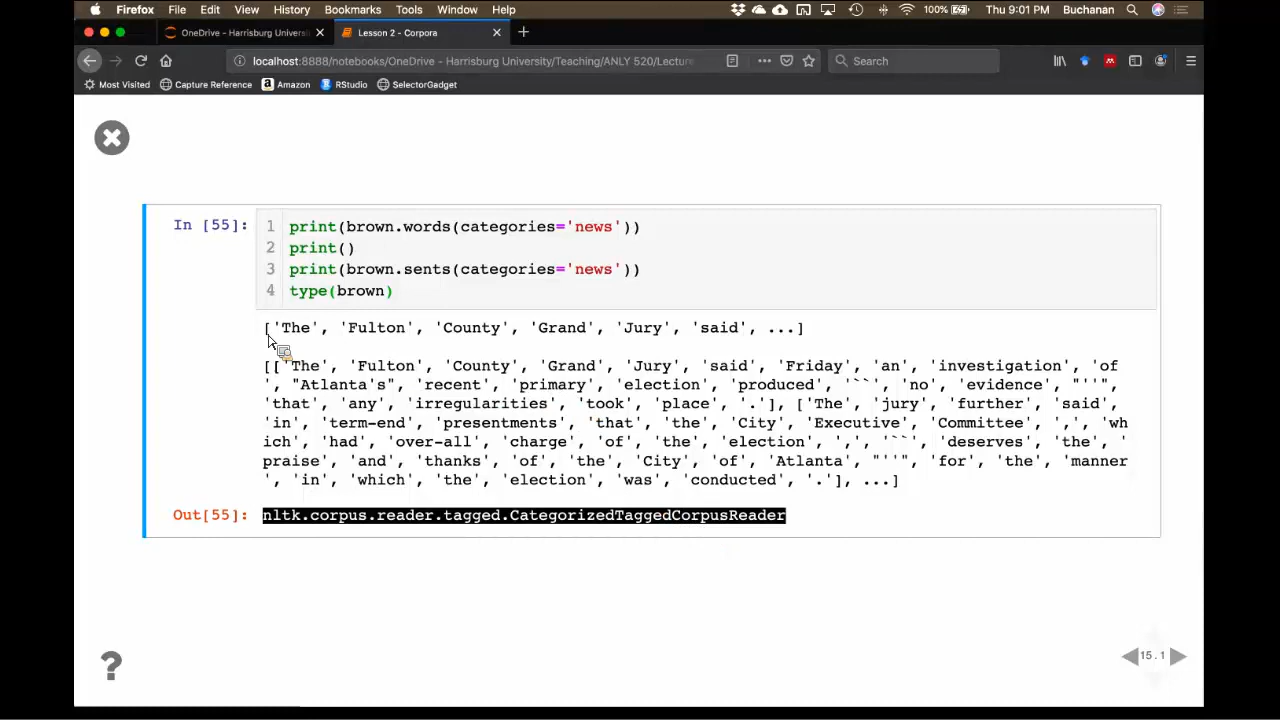 Firefox File Edit View History Bookmarks Tools Window Help 100% Thu 9:01 PM Buchanan
OneDrive - Harrisburg Universi Lesson 2 - Corpora
localhost:8888/notebooks/OneDrive - Harrisburg University/Teaching/ANLY 520/Lecture Search
Most Visited Capture Reference Amazon RStudio SelectorGadget
In [55]:
1 print(brown.words(categories='news'))
2 print()
3 print(brown.sents(categories='news'))
4 type(brown)
['The', 'Fulton', 'County', 'Grand', 'Jury', 'said', ...]
[['The', 'Fulton', 'County', 'Grand', 'Jury', 'said', 'Friday', 'an', 'investigation', 'of
', "Atlanta's", 'recent', 'primary', 'election', 'produced', '``', 'no', 'evidence', "''",
'that', 'any', 'irregularities', 'took', 'place', '.'], ['The', 'jury', 'further', 'said',
'in', 'term-end', 'presentments', 'that', 'the', 'City', 'Executive', 'Committee', ',', 'wh
ich', 'had', 'over-all', 'charge', 'of', 'the', 'election', ',', '``', 'deserves', 'the', '
praise', 'and', 'thanks', 'of', 'the', 'City', 'of', 'Atlanta', "''", 'for', 'the', 'manner
', 'in', 'which', 'the', 'election', 'was', 'conducted', '.'], ...]
Out[55]: nltk.corpus.reader.tagged.CategorizedTaggedCorpusReader
15.1